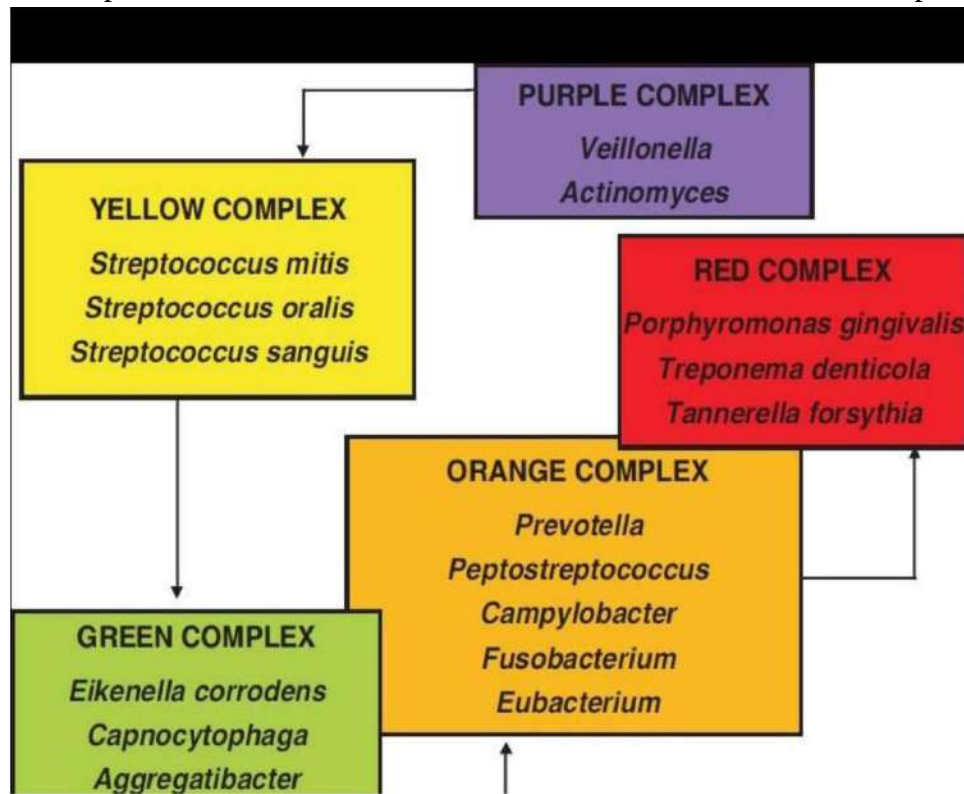 PURPLE COMPLEX
Veillonella
Actinomyces
YELLOW COMPLEX
Streptococcus mitis
Streptococcus oralis
Streptococcus sanguis
RED COMPLEX
Porphyromonas gingivalis
Treponema denticola
Tannerella forsythia
ORANGE COMPLEX
Prevotella
Peptostreptococcus
Campylobacter
Fusobacterium
Eubacterium
GREEN COMPLEX
Eikenella corrodens
Capnocytophaga
Aggregatibacter